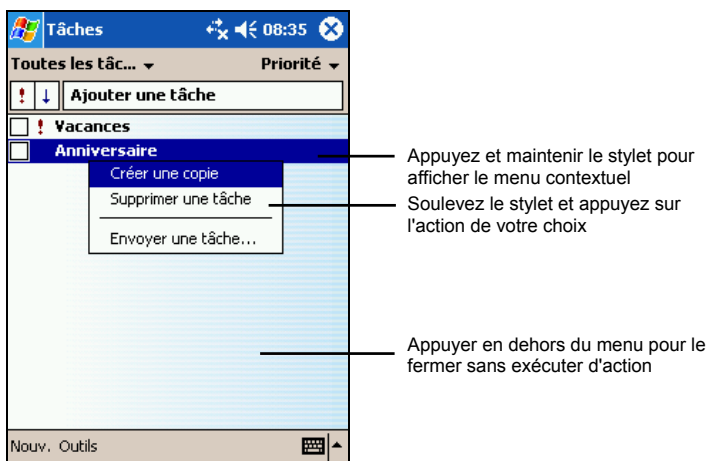 Tâches 08:35
Toutes les tâc... Priorité
! ↓ Ajouter une tâche
! Vacances
Anniversaire
Créer une copie
Supprimer une tâche
Envoyer une tâche...
Nouv. Outils
Appuyez et maintenir le stylet pour
afficher le menu contextuel
Soulevez le stylet et appuyez sur
l'action de votre choix
Appuyer en dehors du menu pour le
fermer sans exécuter d'action